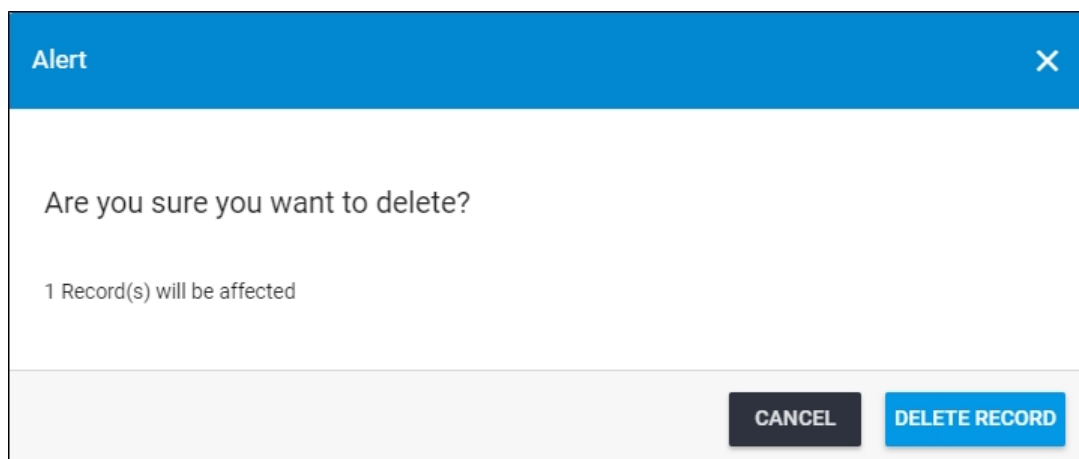 Alert
Are you sure you want to delete?
1 Record(s) will be affected
CANCEL DELETE RECORD